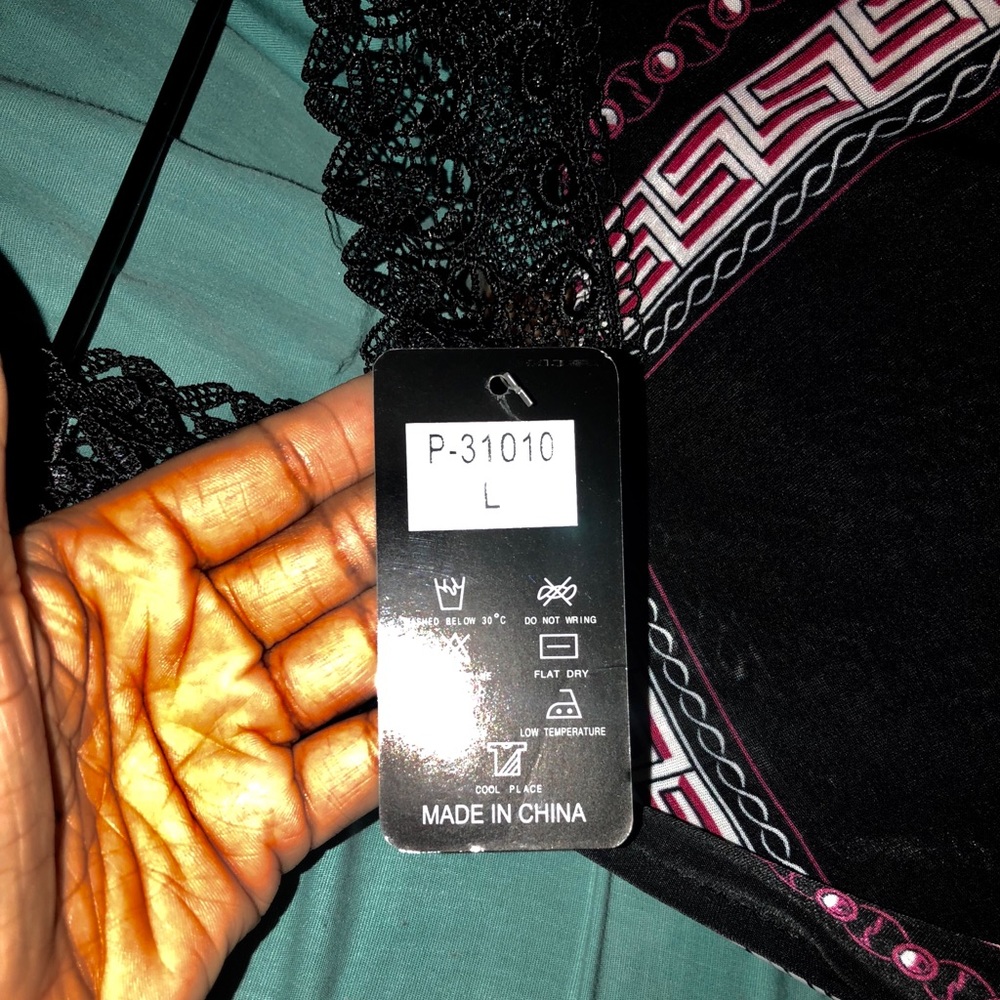 P-31010
L
WASHED BELOW 30°C
DO NOT WRING
FLAT DRY
LOW TEMPERATURE
COOL PLACE
MADE IN CHINA